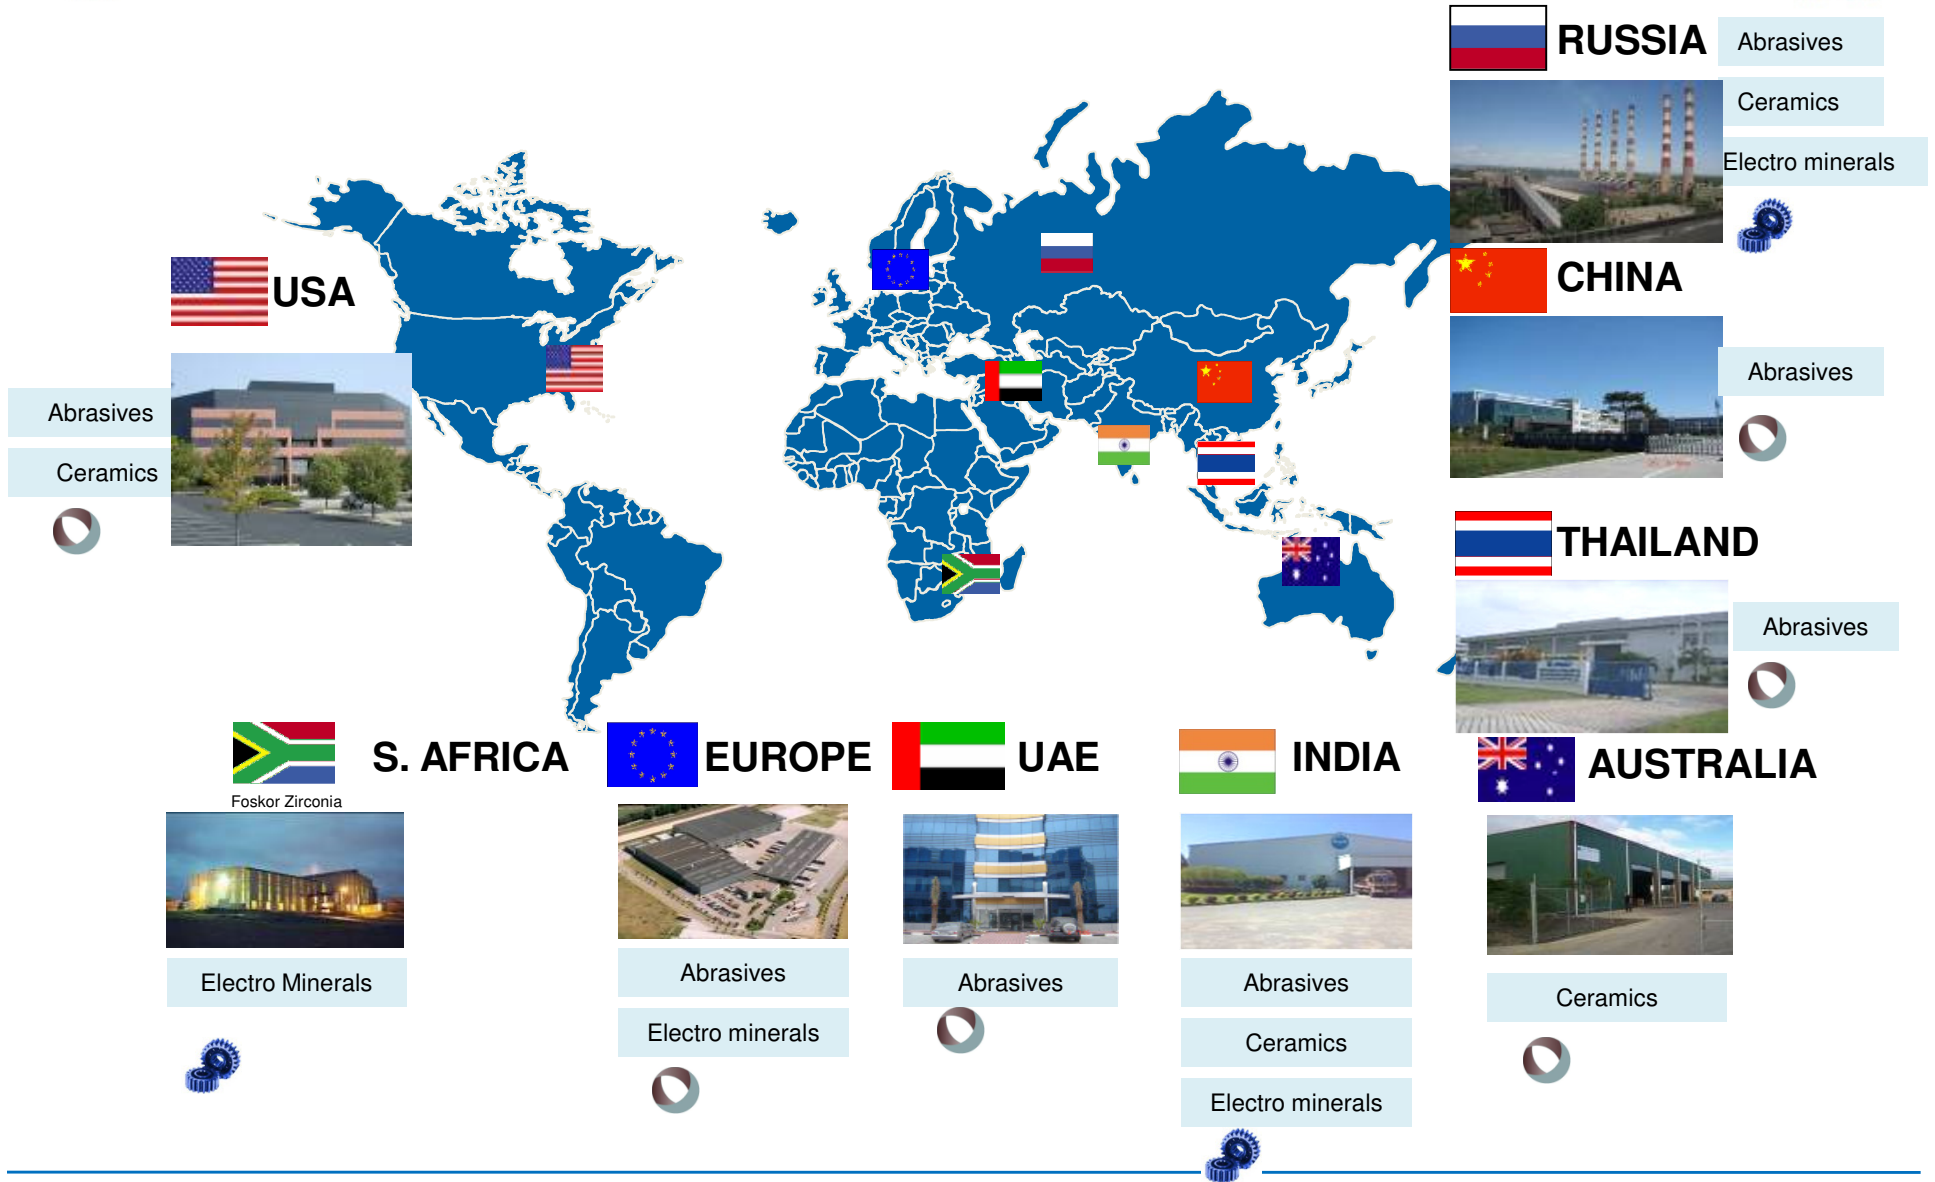 RUSSIA
Abrasives
Ceramics
Electro minerals
USA
Abrasives
Ceramics
CHINA
Abrasives
THAILAND
Abrasives
S. AFRICA
Foskor Zirconia
Electro Minerals
EUROPE
Abrasives
Electro minerals
UAE
Abrasives
INDIA
Abrasives
Ceramics
Electro minerals
AUSTRALIA
Ceramics